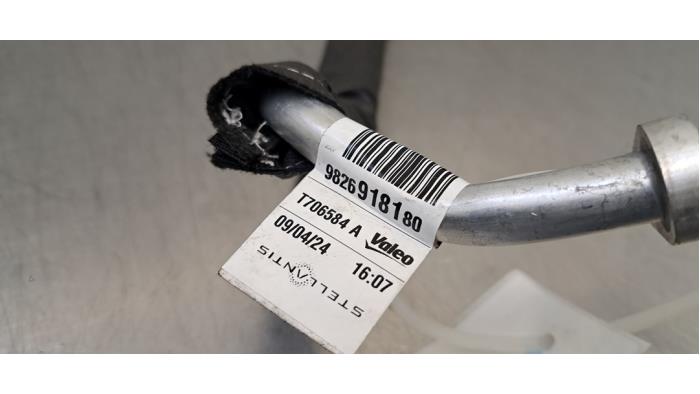 9826918180
T706584 A Valeo
09/04/24 16:07
STELLANTIS